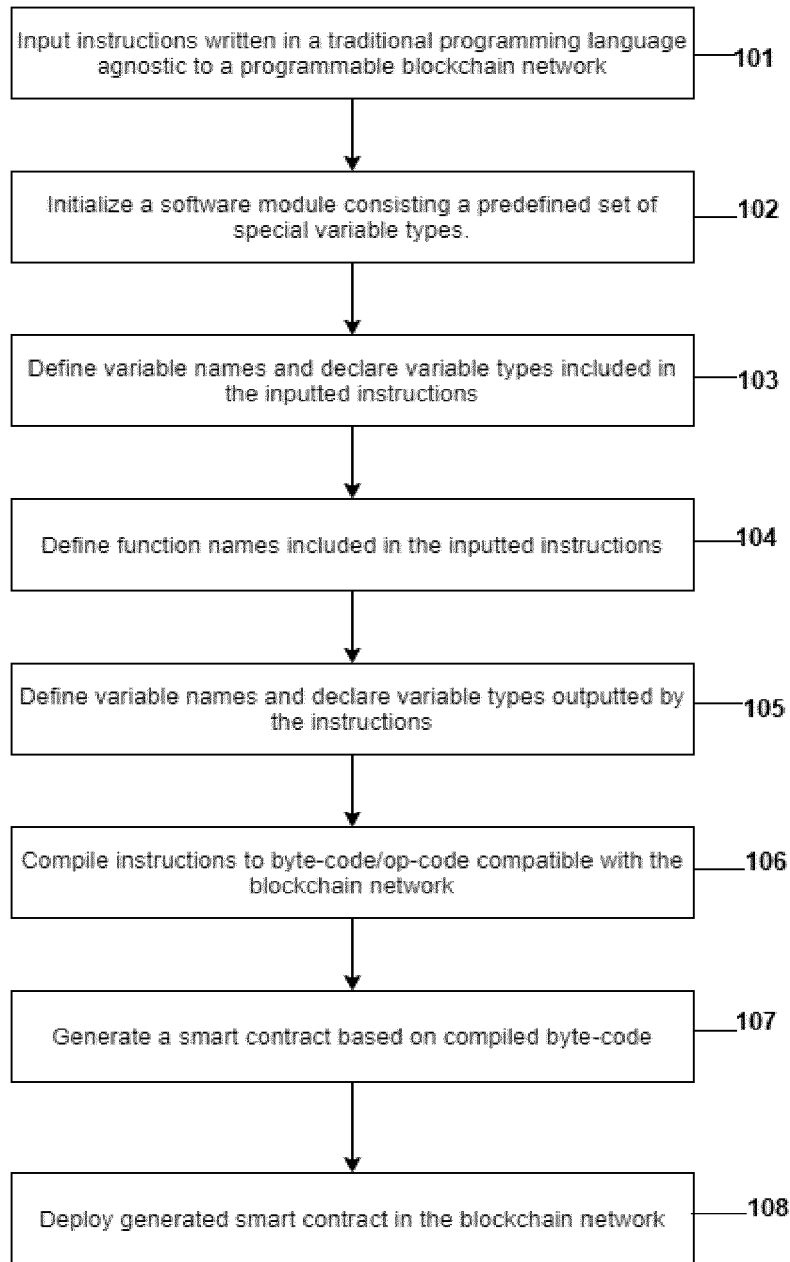 Input instructions written in a traditional programming language
agnostic to a programmable blockchain network
101
Initialize a software module consisting a predefined set of
special variable types.
102
Define variable names and declare variable types included in
the inputted instructions
103
Define function names included in the inputted instructions
104
Define variable names and declare variable types outputted by
the instructions
105
Compile instructions to byte-code/op-code compatible with the
blockchain network
106
Generate a smart contract based on compiled byte-code
107
Deploy generated smart contract in the blockchain network
108